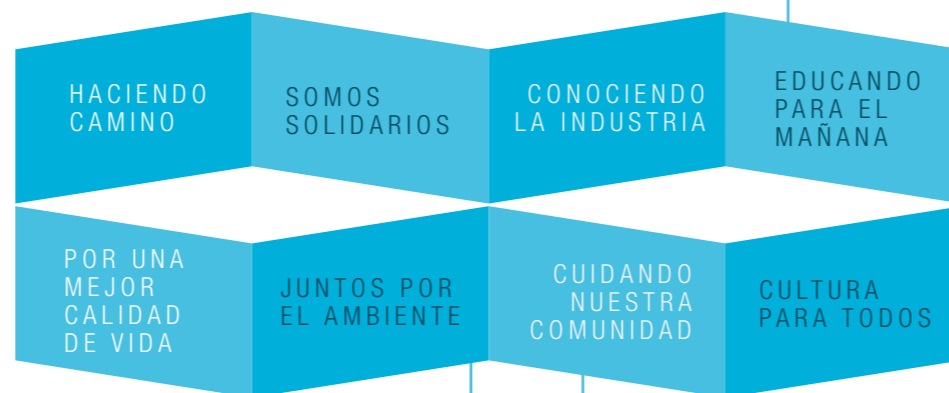 HACIENDO
CAMINO
SOMOS
SOLIDARIOS
CONOCIENDO
LA INDUSTRIA
EDUCANDO
PARA EL
MAÑANA
POR UNA
MEJOR
CALIDAD
DE VIDA
JUNTOS POR
EL AMBIENTE
CUIDANDO
NUESTRA
COMUNIDAD
CULTURA
PARA TODOS